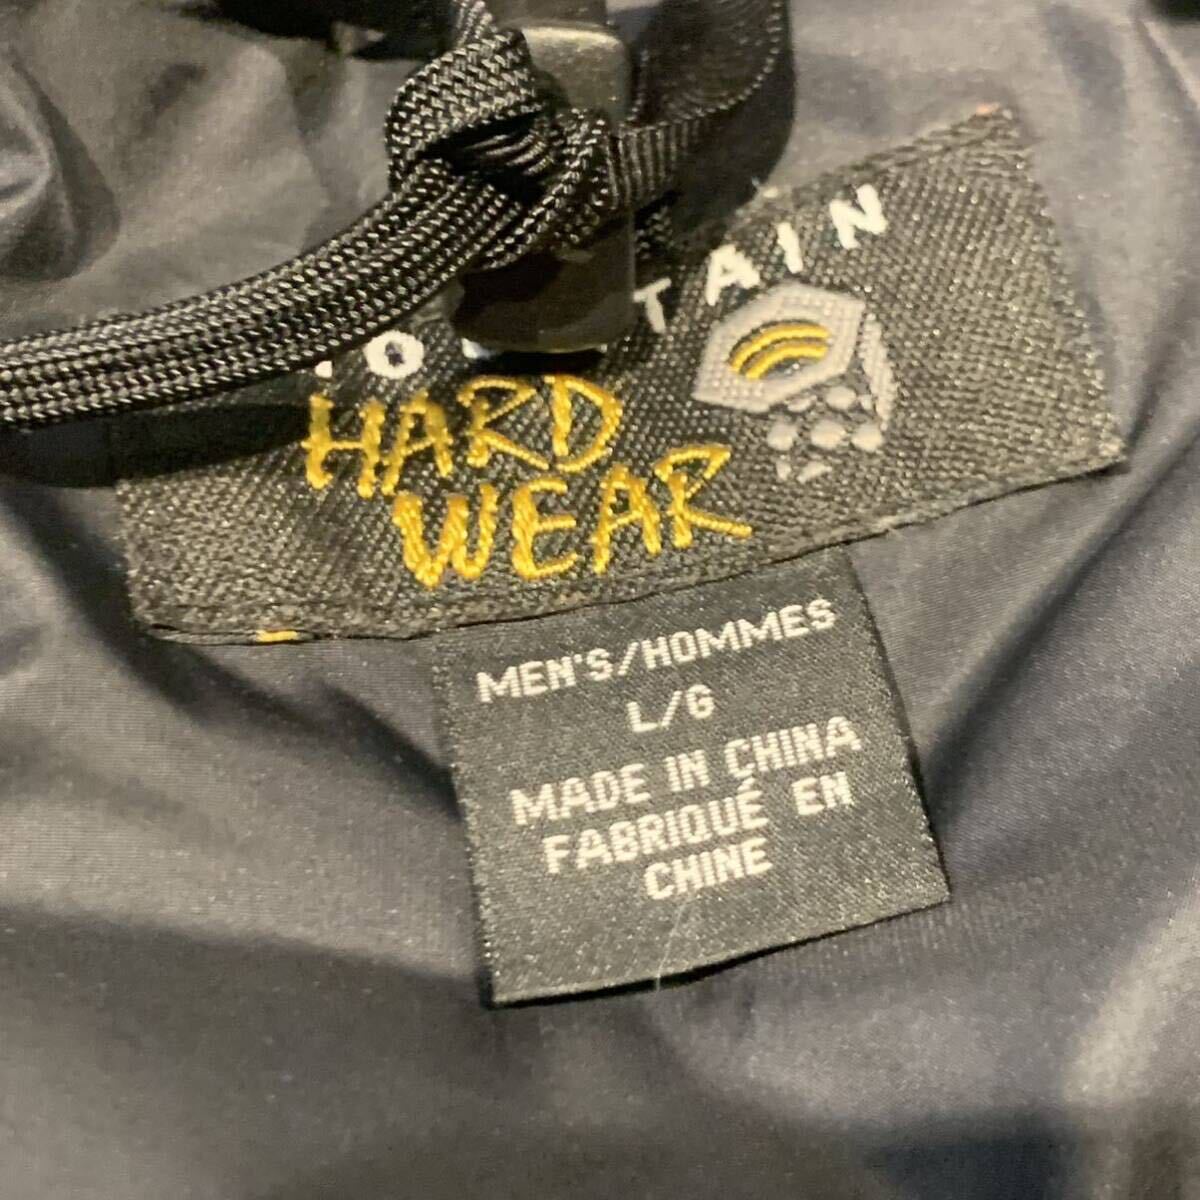 TAIN
HARD
WEAR
MEN'S/HOMMES
L/G
MADE IN CHINA
FABRIQUÉ EN
CHINE